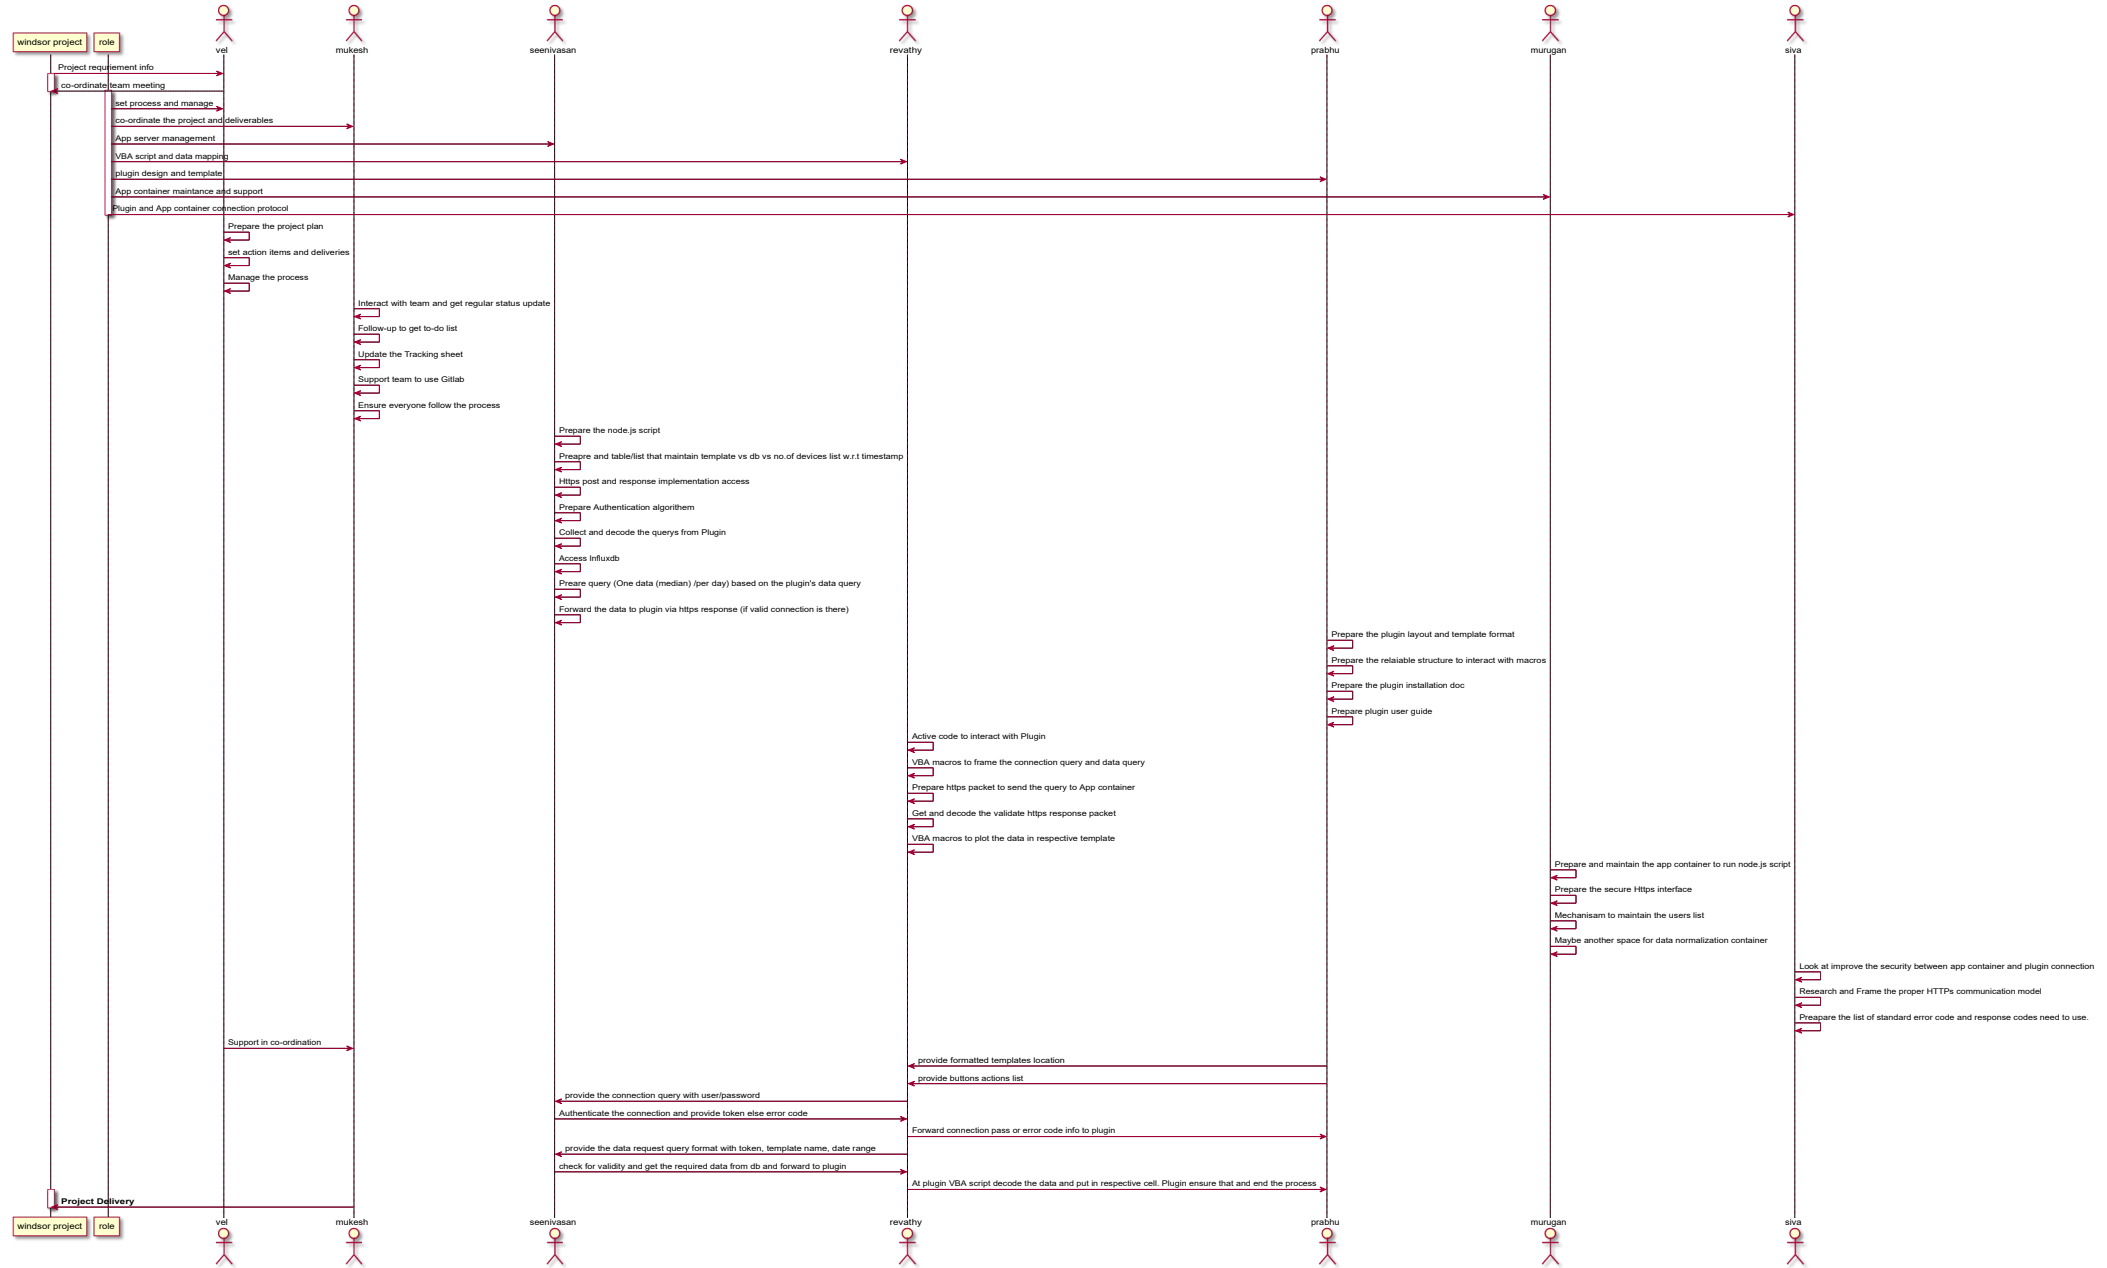 vel
mukesh
seenivasan
revathy
prabhu
murugan
siva
windsor project
role
Project requriement info
co-ordinate team meeting
set process and manage
co-ordinate the project and deliverables
App server management
VBA script and data mapping
plugin design and template
App container maintance and support
Plugin and App container connection protocol
Prepare the project plan
set action items and deliveries
Manage the process
Interact with team and get regular status update
Follow-up to get to-do list
Update the Tracking sheet
Support team to use Gitlab
Ensure everyone follow the process
Prepare the node.js script
Preapre and table/list that maintain template vs db vs no.of devices list w.r.t timestamp
Https post and response implementation access
Prepare Authentication algorithem
Collect and decode the querys from Plugin
Access Influxdb
Preare query (One data (median) /per day) based on the plugin's data query
Forward the data to plugin via https response (if valid connection is there)
Prepare the plugin layout and template format
Prepare the relaiable structure to interact with macros
Prepare the plugin installation doc
Prepare plugin user guide
Active code to interact with Plugin
VBA macros to frame the connection query and data query
Prepare https packet to send the query to App container
Get and decode the validate https response packet
VBA macros to plot the data in respective template
Prepare and maintain the app container to run node.js script
Prepare the secure Https interface
Mechanisam to maintain the users list
Maybe another space for data normalization container
Look at improve the security between app container and plugin connection
Research and Frame the proper HTTPs communication model
Preapare the list of standard error code and response codes need to use.
Support in co-ordination
provide formatted templates location
provide buttons actions list
provide the connection query with user/password
Authenticate the connection and provide token else error code
Forward connection pass or error code info to plugin
provide the data request query format with token, template name, date range
check for validity and get the required data from db and forward to plugin
At plugin VBA script decode the data and put in respective cell. Plugin ensure that and end the process
Project Delivery
windsor project
role
vel
mukesh
seenivasan
revathy
prabhu
murugan
siva